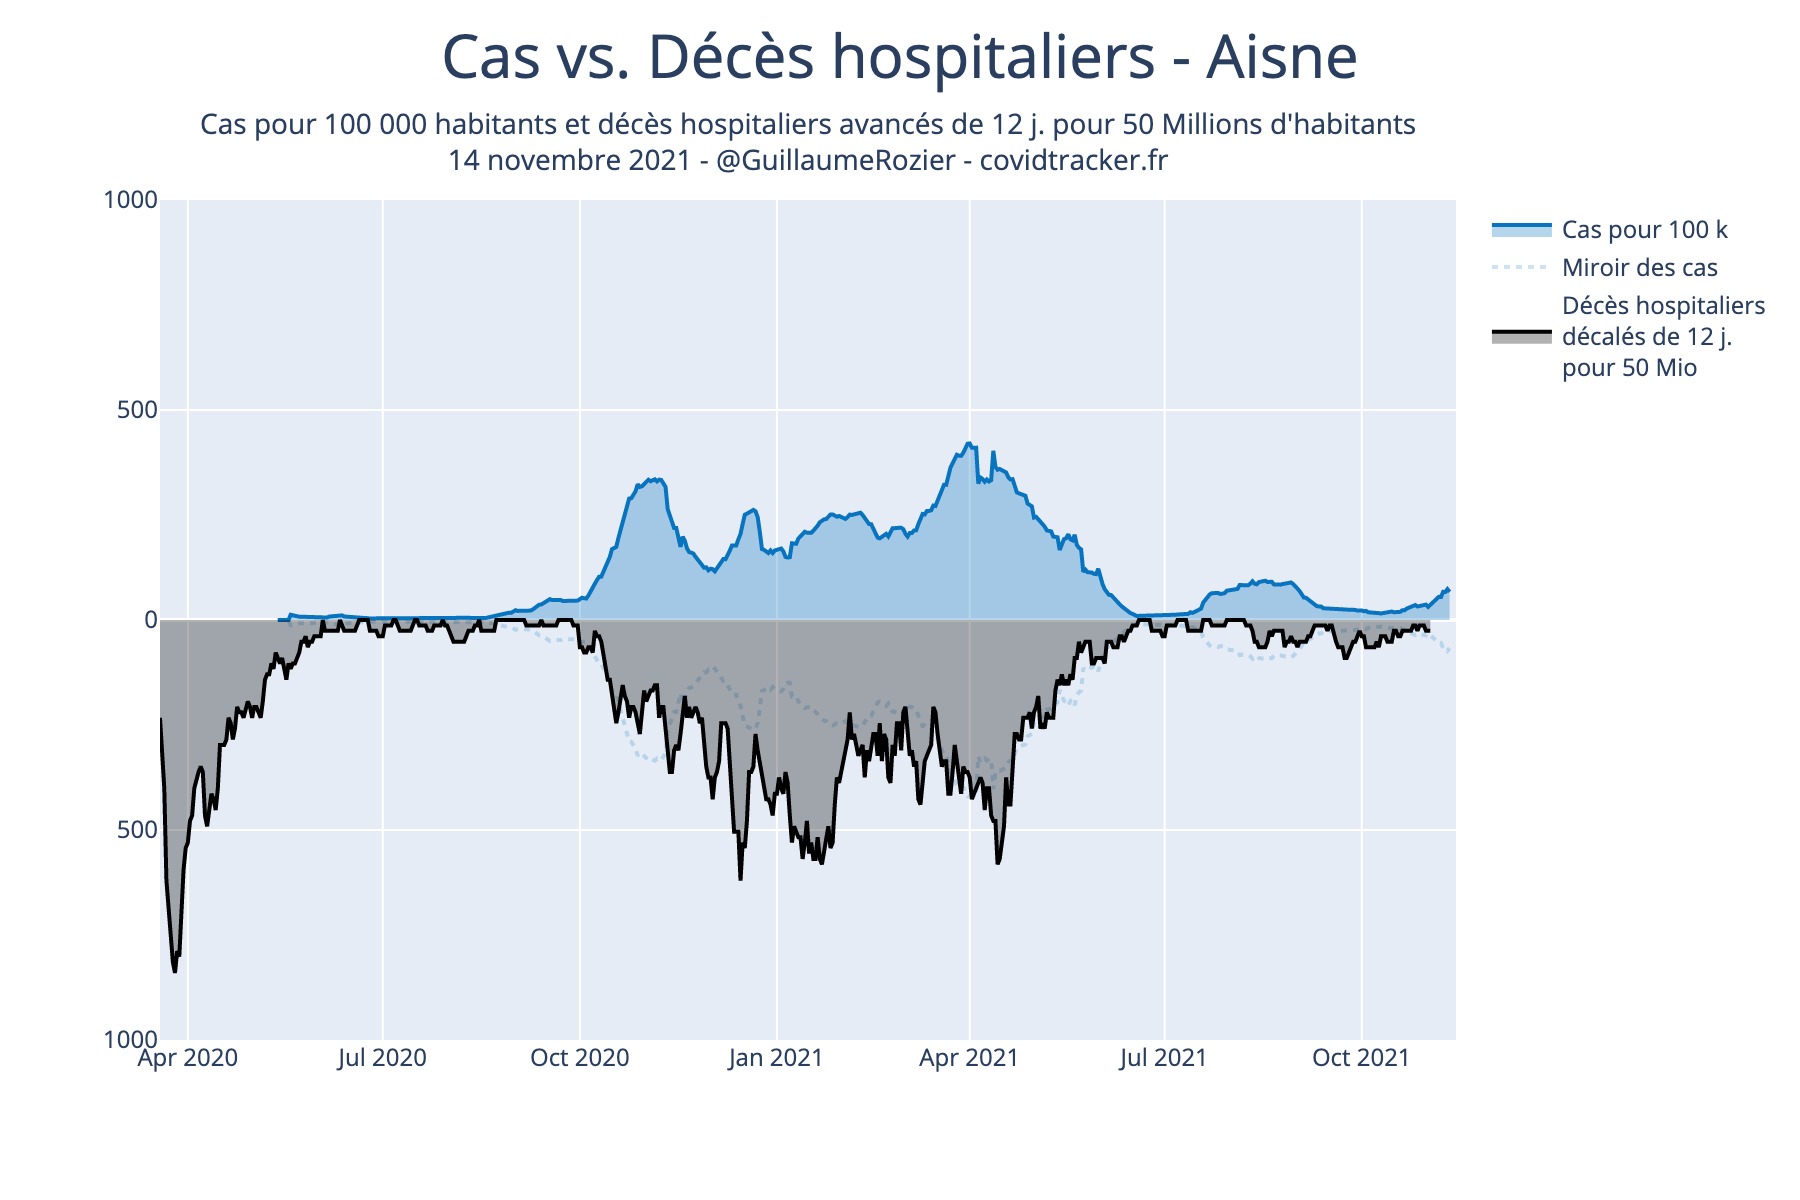 Cas vs. Décès hospitaliers - Aisne
Cas pour 100 000 habitants et décès hospitaliers avancés de 12 j. pour 50 Millions d'habitants
14 novembre 2021 - @GuillaumeRozier - covidtracker.fr
1000
500
0
500
1000
Apr 2020
Jul 2020
Oct 2020
Jan 2021
Apr 2021
Jul 2021
Oct 2021
Cas pour 100 k
Miroir des cas
Décès hospitaliers
décalés de 12 j.
pour 50 Mio